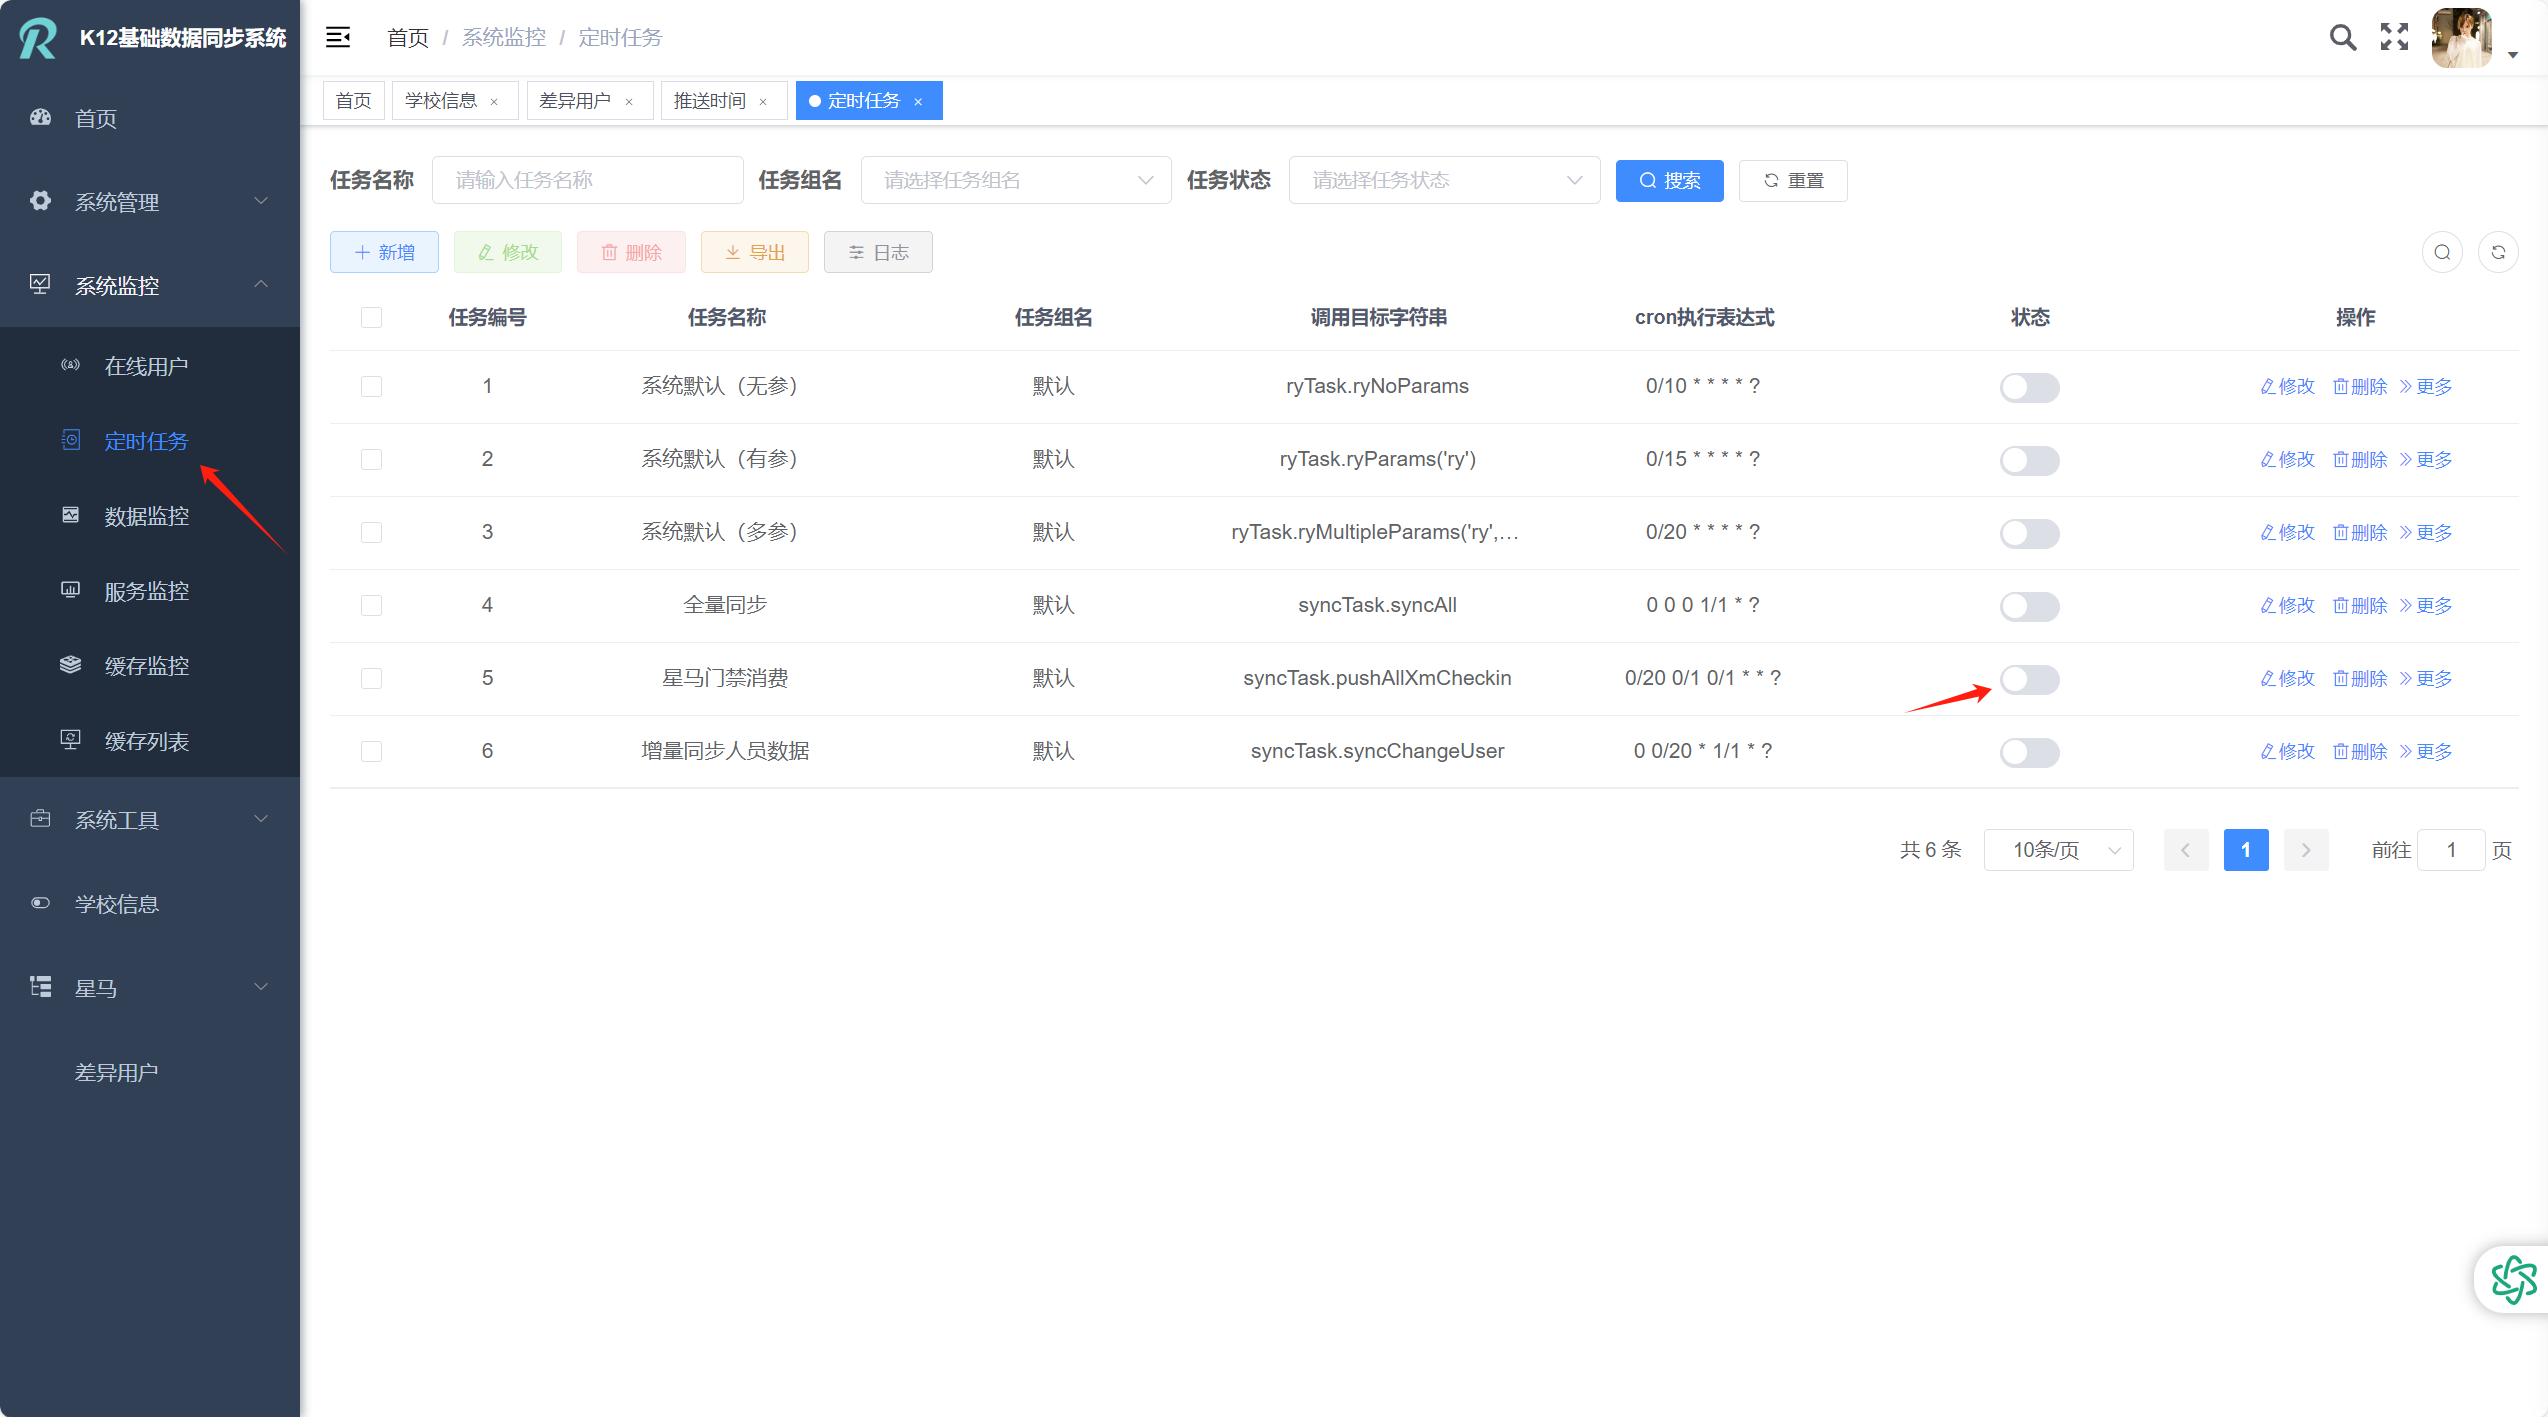 K12基础数据同步系统
首页 / 系统监控 / 定时任务
首页
学校信息 ×
差异用户 ×
推送时间 ×
定时任务 ×
首页
系统管理
系统监控
在线用户
定时任务
数据监控
服务监控
缓存监控
缓存列表
系统工具
学校信息
星马
差异用户
任务名称 请输入任务名称 任务组名 请选择任务组名 任务状态 请选择任务状态 搜索 重置
新增 修改 删除 导出 日志
任务编号 任务名称 任务组名 调用目标字符串 cron执行表达式 状态 操作
1 系统默认（无参） 默认 ryTask.ryNoParams 0/10 * * * * ? 修改 删除 更多
2 系统默认（有参） 默认 ryTask.ryParams('ry') 0/15 * * * * ? 修改 删除 更多
3 系统默认（多参） 默认 ryTask.ryMultipleParams('ry',… 0/20 * * * * ? 修改 删除 更多
4 全量同步 默认 syncTask.syncAll 0 0 0 1/1 * ? 修改 删除 更多
5 星马门禁消费 默认 syncTask.pushAllXmCheckin 0/20 0/1 0/1 * * ? 修改 删除 更多
6 增量同步人员数据 默认 syncTask.syncChangeUser 0 0/20 * 1/1 * ? 修改 删除 更多
共 6 条 10条/页 1 前往 1 页